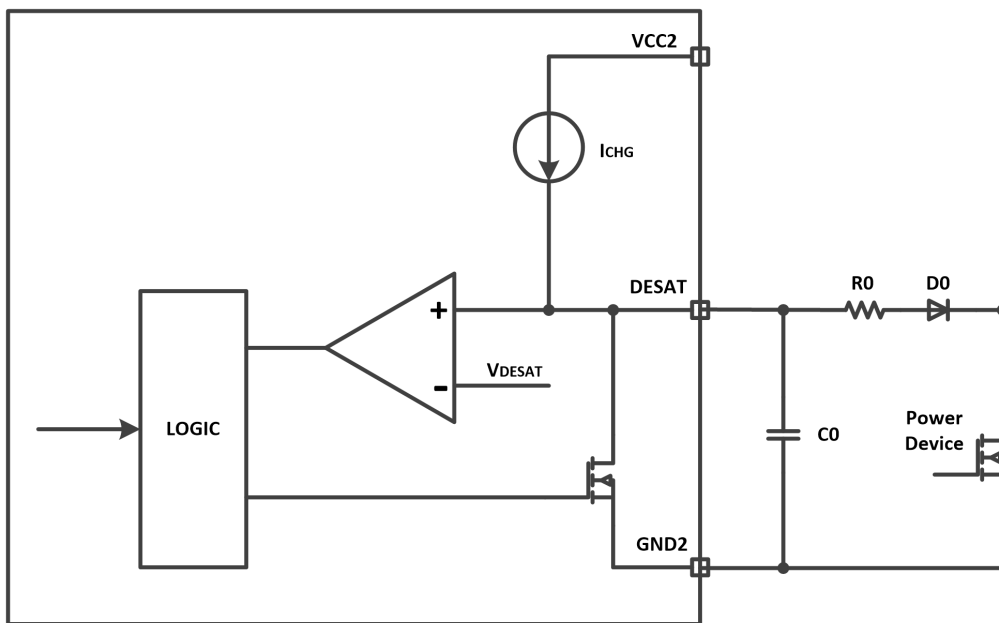 VCC2
ICHG
DESAT
R0
D0
+
VDESAT
-
LOGIC
C0
Power
Device
GND2